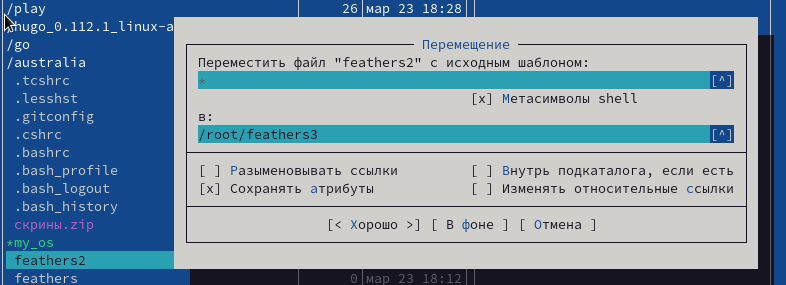 /play 26 мар 23 18:28
hugo_0.112.1_linux-a
/go
/australia
.tcshrc
.lesshst
.gitconfig
.cshrc
.bashrc
.bash_profile
.bash_logout
.bash_history
скрины.zip
*my_os
feathers2
feathers 0 мар 23 18:12
Перемещение
Переместить файл "feathers2" с исходным шаблоном:
* [^]
[x] Метасимволы shell
в:
/root/feathers3 [^]
[ ] Разыменовывать ссылки [ ] Внутрь подкаталога, если есть
[x] Сохранять атрибуты [ ] Изменять относительные ссылки
[< Хорошо >] [ В фоне ] [ Отмена ]